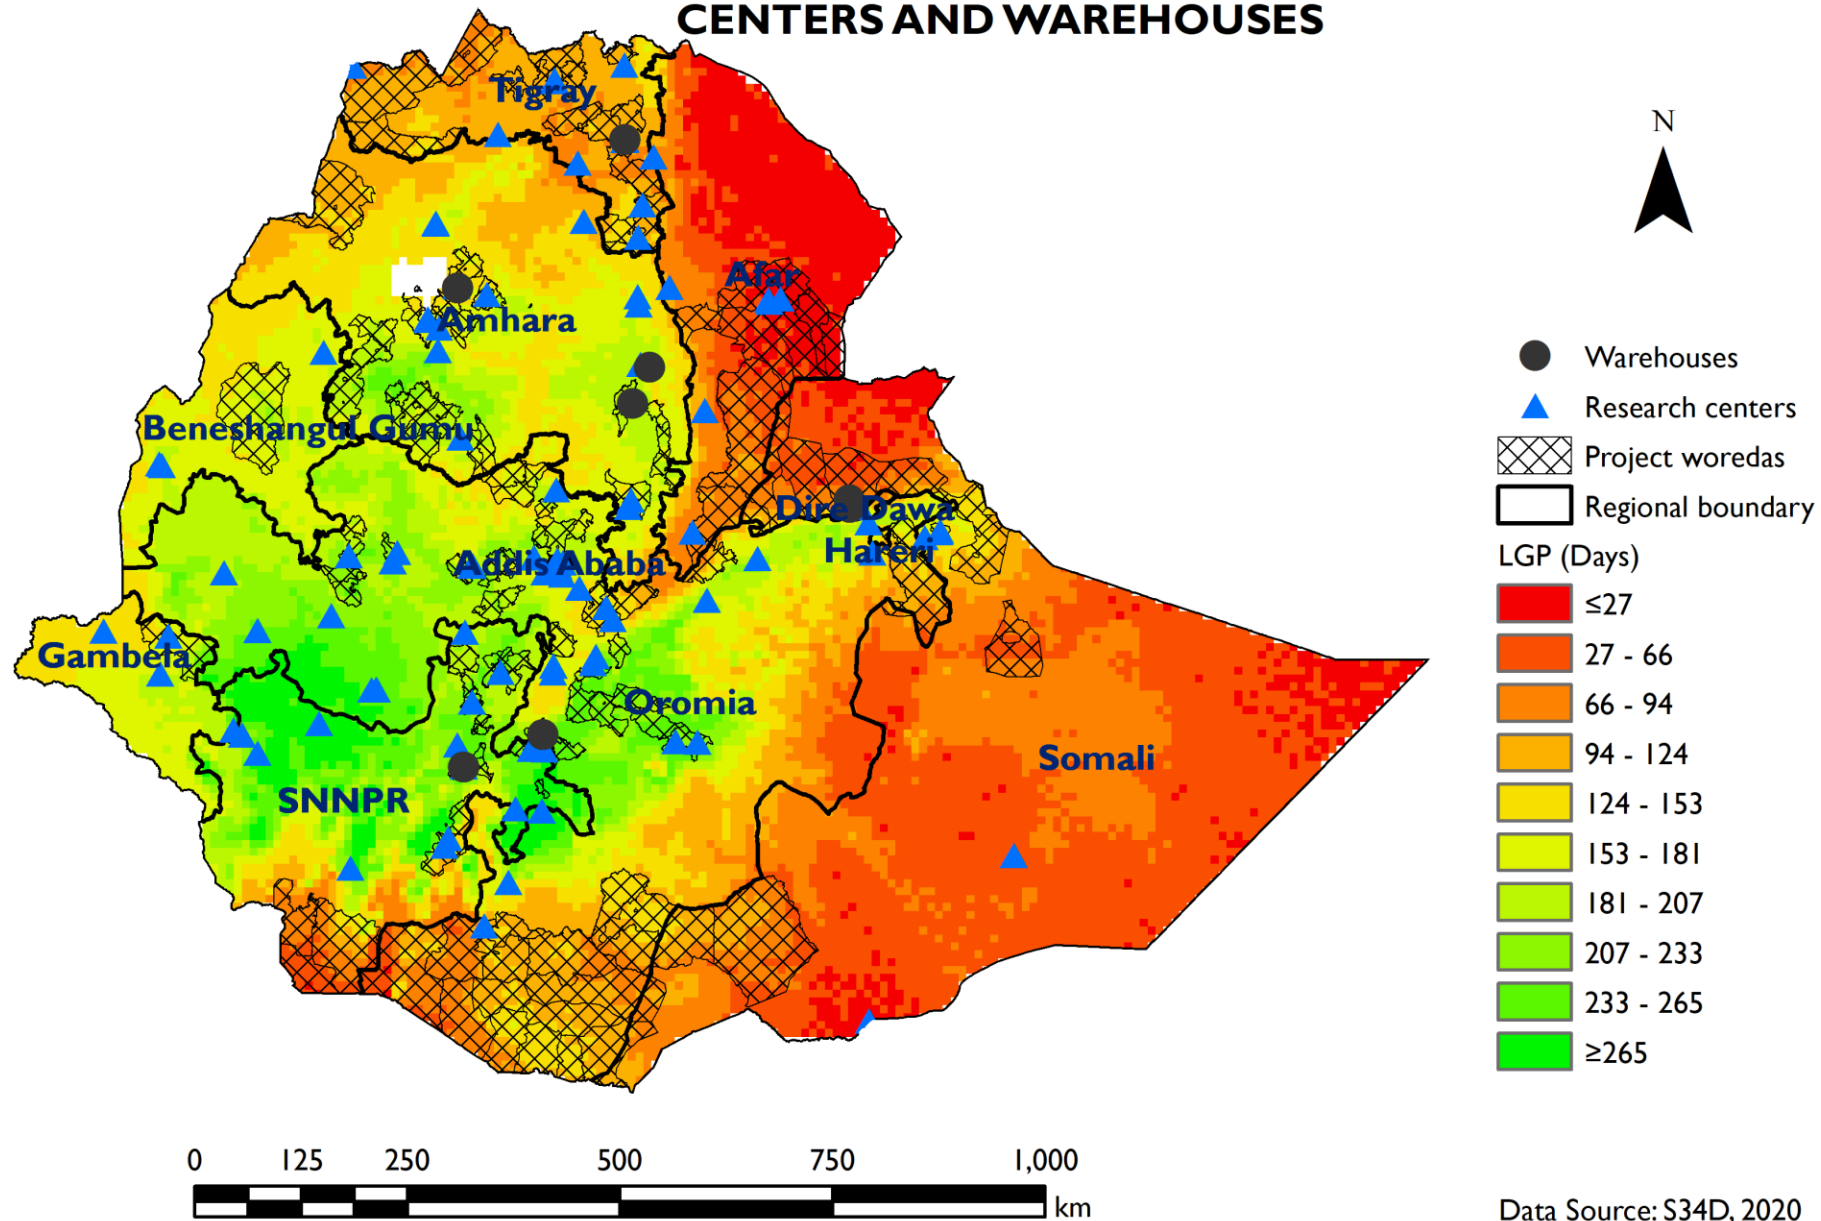 CENTERS AND WAREHOUSES
N
Tigray
Afar
Amhara
Beneshangul Gumu
Dire Dawa
Hareri
Addis Ababa
Gambela
Oromia
Somali
SNNPR
Warehouses
Research centers
Project woredas
Regional boundary
LGP (Days)
≤27
27 - 66
66 - 94
94 - 124
124 - 153
153 - 181
181 - 207
207 - 233
233 - 265
≥265
0 125 250 500 750 1,000
km
Data Source: S34D, 2020